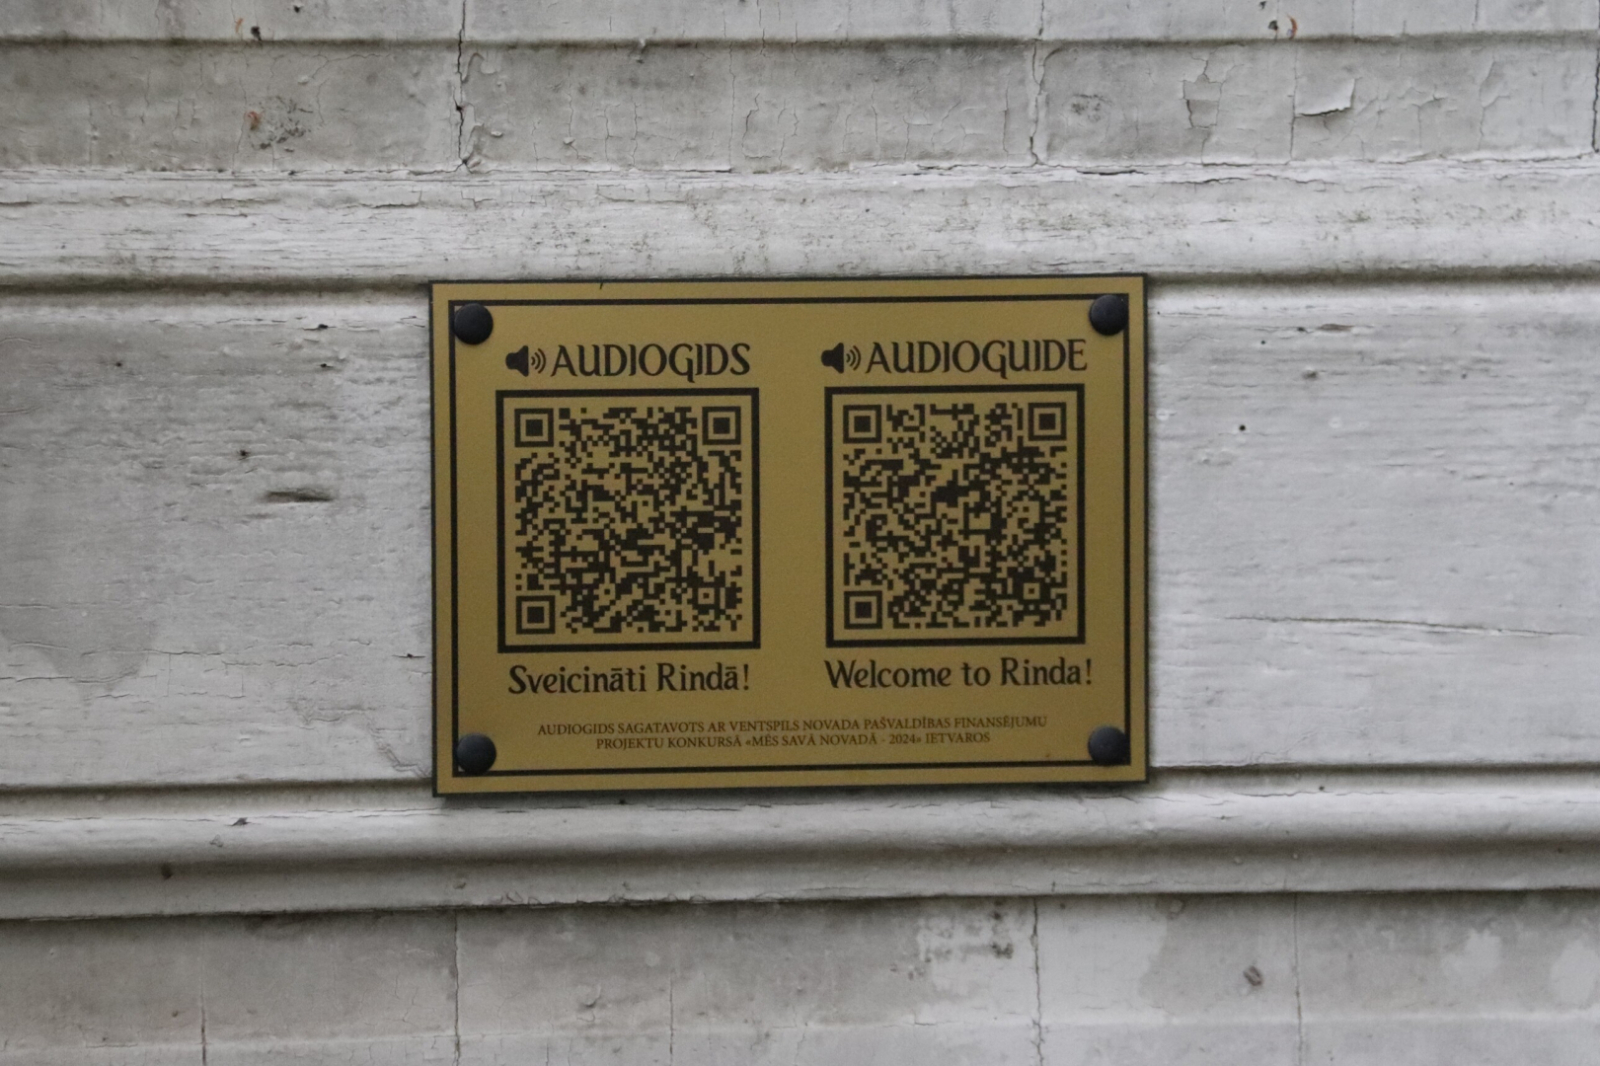 AUDIOGIDS
AUDIOGUIDE
Sveicināti Rindā!
Welcome to Rinda!
AUDIOGIDS SAGATAVOTS AR VENTSPILS NOVADA PAŠVALDĪBAS FINANSĒJUMU
PROJEKTU KONKURSĀ «MĒS SAVĀ NOVADĀ - 2024» IETVAROS